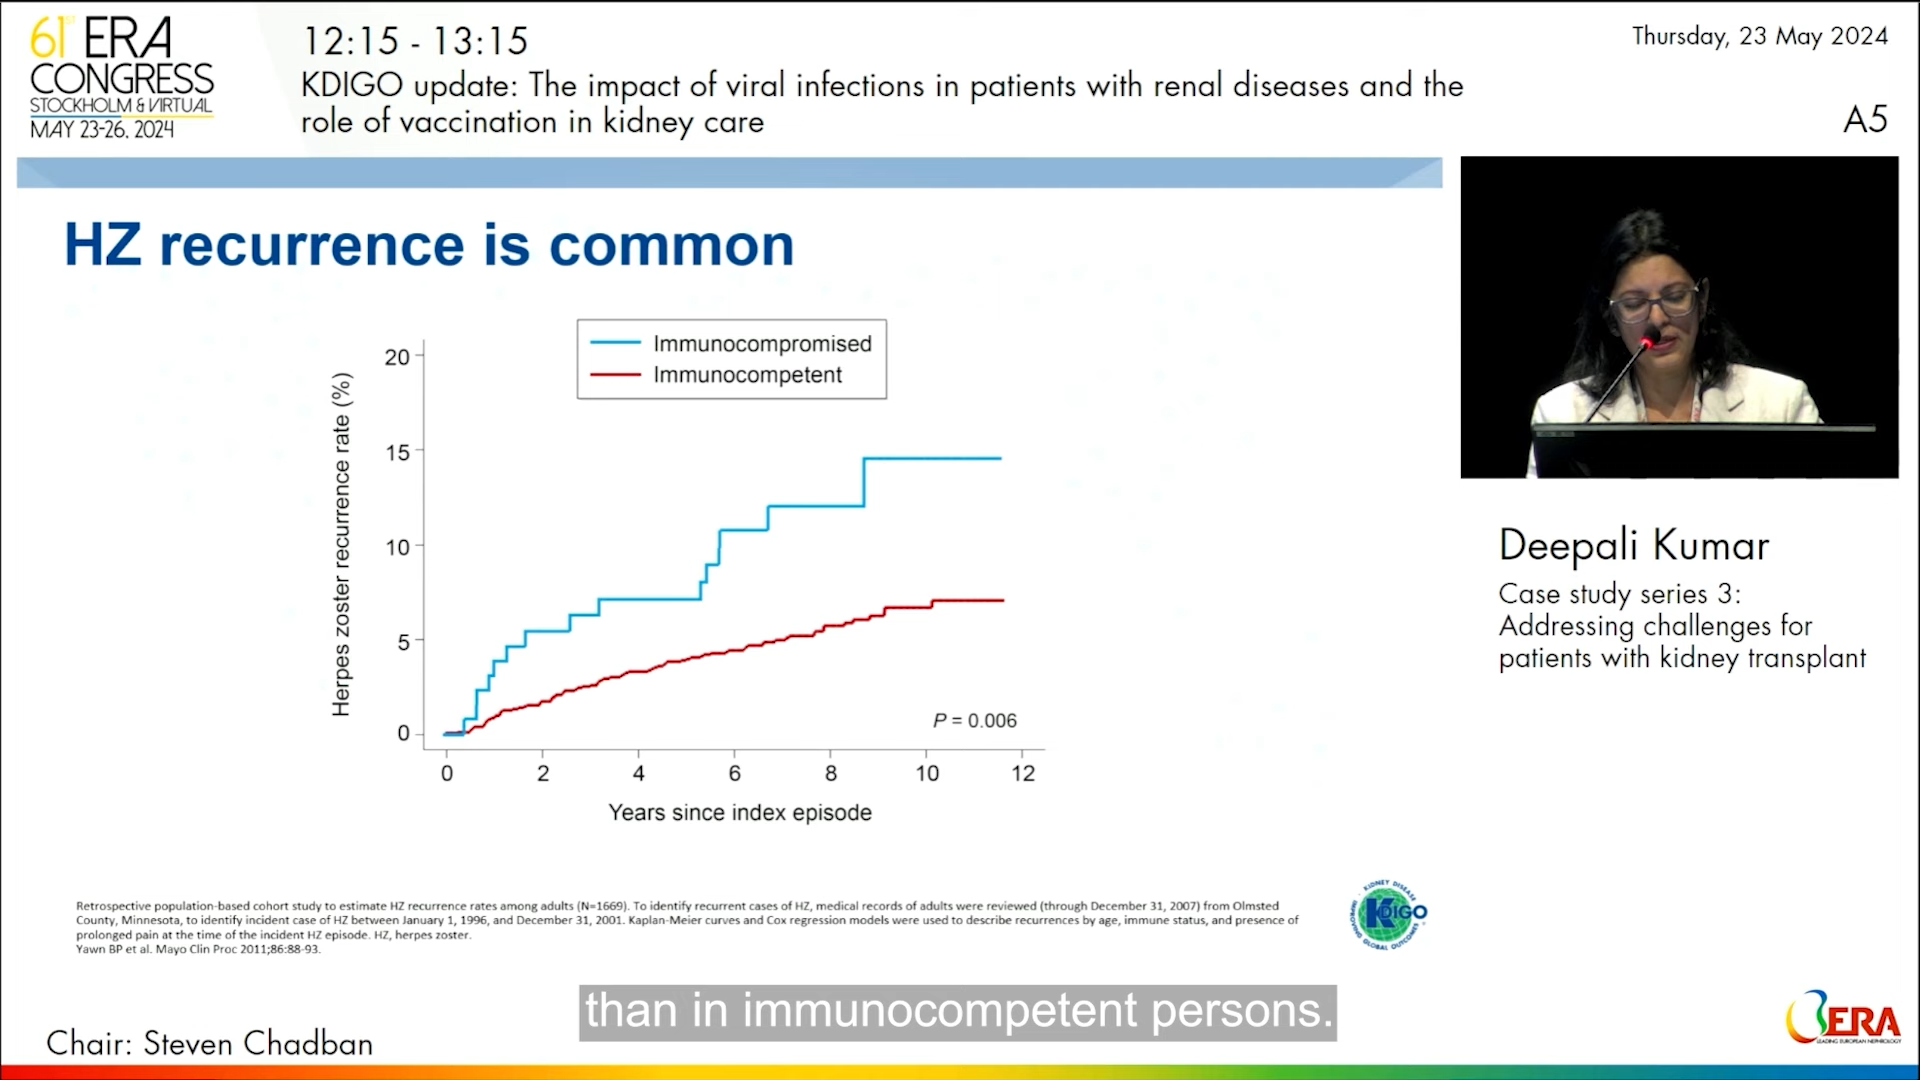 61ST ERA
CONGRESS
STOCKHOLM & VIRTUAL
MAY 23-26, 2024
12:15 - 13:15
KDIGO update: The impact of viral infections in patients with renal diseases and the
role of vaccination in kidney care
Thursday, 23 May 2024
A5
HZ recurrence is common
Immunocompromised
Immunocompetent
Herpes zoster recurrence rate (%)
20
15
10
5
0
P = 0.006
0 2 4 6 8 10 12
Years since index episode
Deepali Kumar
Case study series 3:
Addressing challenges for
patients with kidney transplant
Retrospective population-based cohort study to estimate HZ recurrence rates among adults (N=1669). To identify recurrent cases of HZ, medical records of adults were reviewed (through December 31, 2007) from Olmsted
County, Minnesota, to identify incident case of HZ between January 1, 1996, and December 31, 2001. Kaplan-Meier curves and Cox regression models were used to describe recurrences by age, immune status, and presence of
prolonged pain at the time of the incident HZ episode. HZ, herpes zoster.
Yawn BP et al. Mayo Clin Proc 2011;86:88-93.
KIDNEY DISEASE
KDIGO
IMPROVING GLOBAL OUTCOMES
than in immunocompetent persons.
Chair: Steven Chadban
ERA
LEADING EUROPEAN NEPHROLOGY